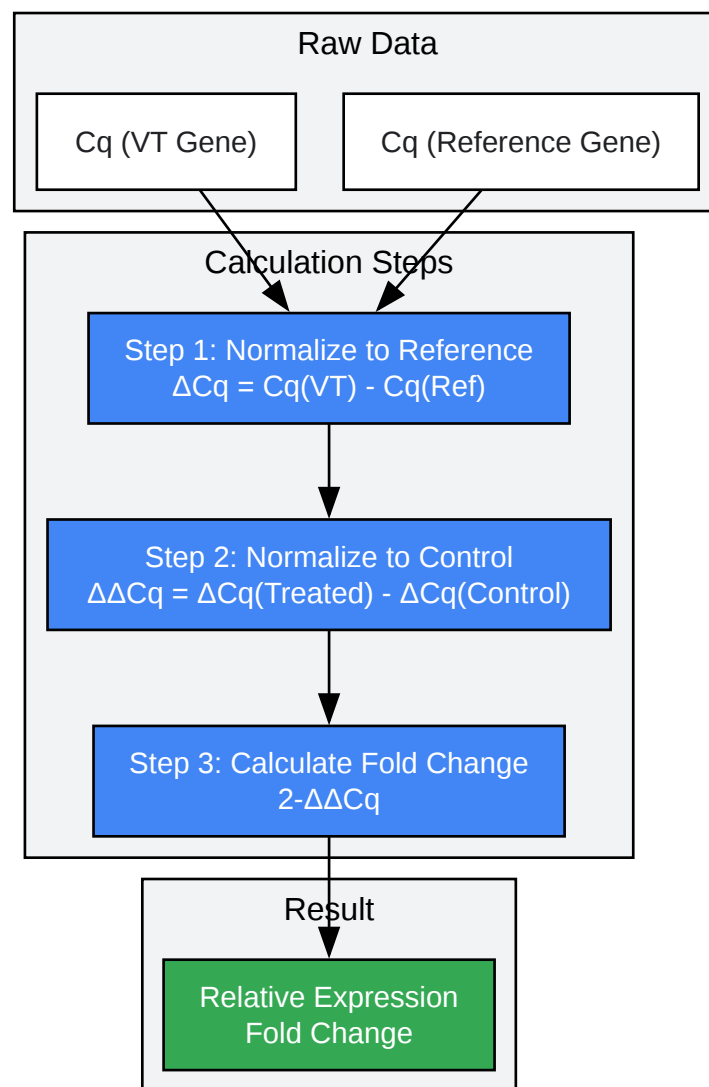 Raw Data
Cq (VT Gene)
Cq (Reference Gene)
Calculation Steps
Step 1: Normalize to Reference
ΔCq = Cq(VT) - Cq(Ref)
Step 2: Normalize to Control
ΔΔCq = ΔCq(Treated) - ΔCq(Control)
Step 3: Calculate Fold Change
2-ΔΔCq
Result
Relative Expression
Fold Change